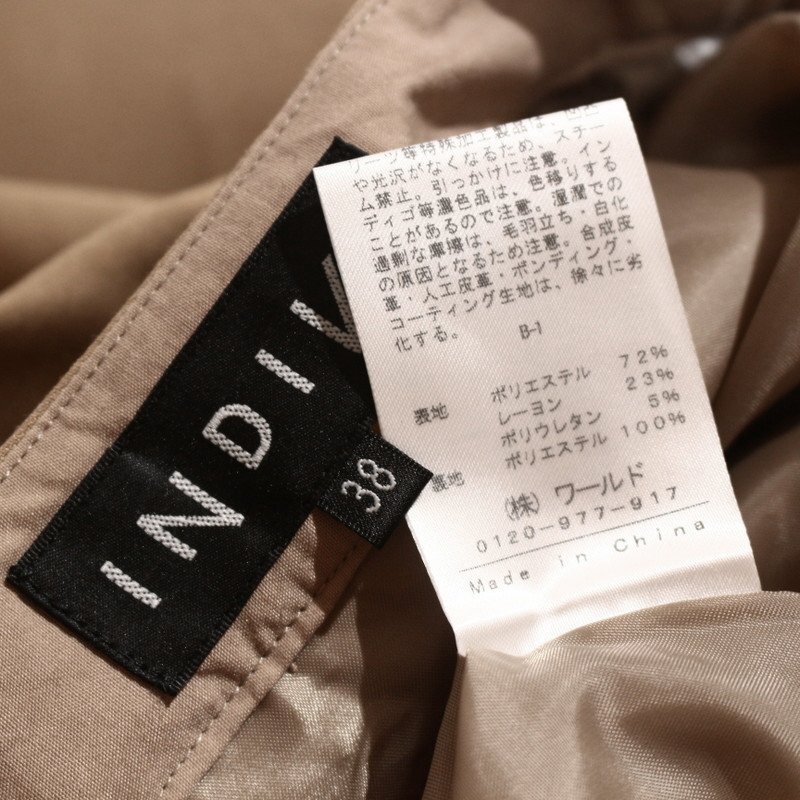 INDIV
38
リーツ等特殊加工製品は、
や光沢がなくなるため、スチー
ム禁止。引っかけに注意。イン
ディゴ等濃色品は、色移りする
ことがあるので注意。湿潤での
過剰な摩擦は、毛羽立ち・白化
の原因となるため注意。合成皮
革・人工皮革・ボンディング・
コーティング生地は、徐々に劣
化する。 B-1
表地 ポリエステル 72%
レーヨン 23%
ポリウレタン 5%
裏地 ポリエステル 100%
(株) ワールド
0120-977-917
Made in China